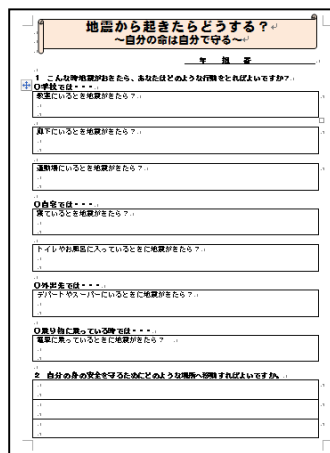 地震から起きたらどうする？
～自分の命は自分で守る～
年 組 番
1 こんな時地震がおきたら、あなたはどのような行動をとればよいですか？
○学校では・・・
教室にいるとき地震がきたら？
廊下にいるとき地震がきたら？
運動場にいるとき地震がきたら？
○自宅では・・・
寝ているとき地震がきたら？
トイレやお風呂に入っているときに地震がきたら？
○外出先では・・・
デパートやスーパーにいるときに地震がきたら？
○乗り物に乗っている時では・・・
電車に乗っているときに地震がきたら？
2 自分の身の安全を守るためにどのような場所へ移動すればよいですか。